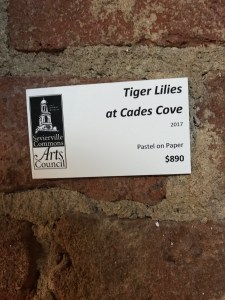 Tiger Lilies
at Cades Cove
2017
Pastel on Paper
$890
Sevierville
Commons
Arts
Council